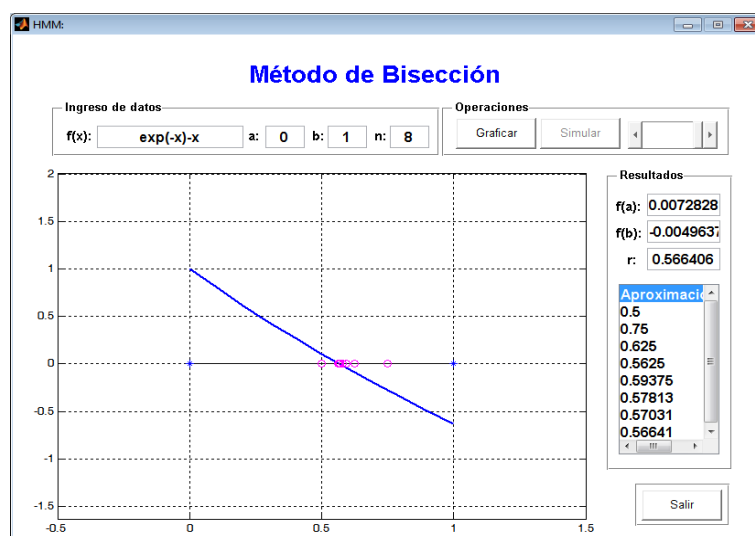 HMM:
Método de Bisección
Ingreso de datos
f(x): exp(-x)-x a: 0 b: 1 n: 8
Operaciones
Graficar Simular
Resultados
f(a): 0.0072828
f(b): -0.0049637
r: 0.566406
Aproximacio
0.5
0.75
0.625
0.5625
0.59375
0.57813
0.57031
0.56641
Salir
2
1.5
1
0.5
0
-0.5
-1
-1.5
-0.5 0 0.5 1 1.5